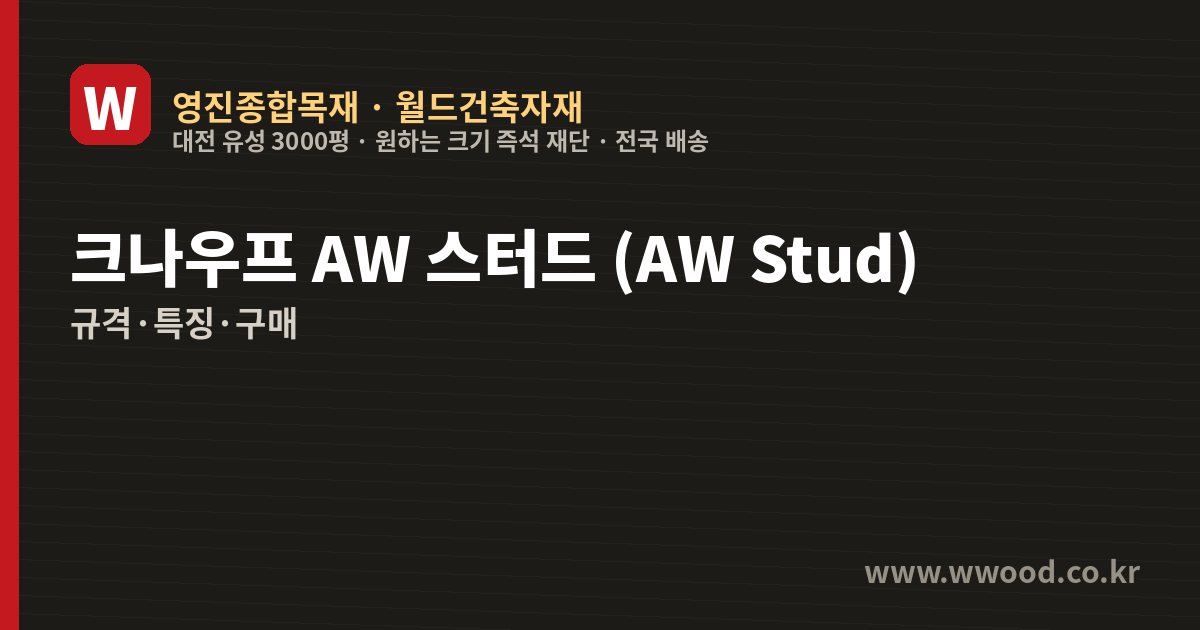 W
영진종합목재 · 월드건축자재
대전 유성 3000평 · 원하는 크기 즉석 재단 · 전국 배송
크나우프 AW 스터드 (AW Stud)
규격·특징·구매
www.wwood.co.kr